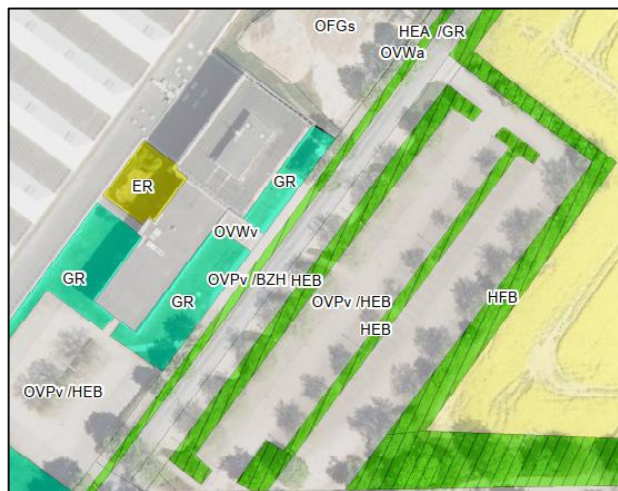 OFGs
HEA /GR
OVWa
ER
GR
OVWv
GR
OVPv /BZH HEB
GR
OVPv /HEB
HFB
HEB
OVPv /HEB